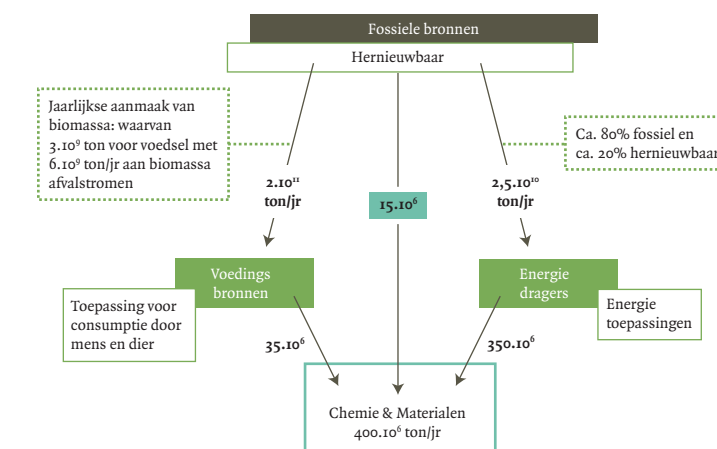 Fossiele bronnen
Hernieuwbaar
Jaarlijkse aanmaak van
biomassa: waarvan
3.10⁹ ton voor voedsel met
6.10⁹ ton/jr aan biomassa
afvalstromen
Ca. 80% fossiel en
ca. 20% hernieuwbaar
2.10¹¹
ton/jr
15.10⁶
2,5.10¹⁰
ton/jr
Voedings
bronnen
Energie
dragers
Toepassing voor
consumptie door
mens en dier
Energie
toepassingen
35.10⁶
350.10⁶
Chemie & Materialen
400.10⁶ ton/jr